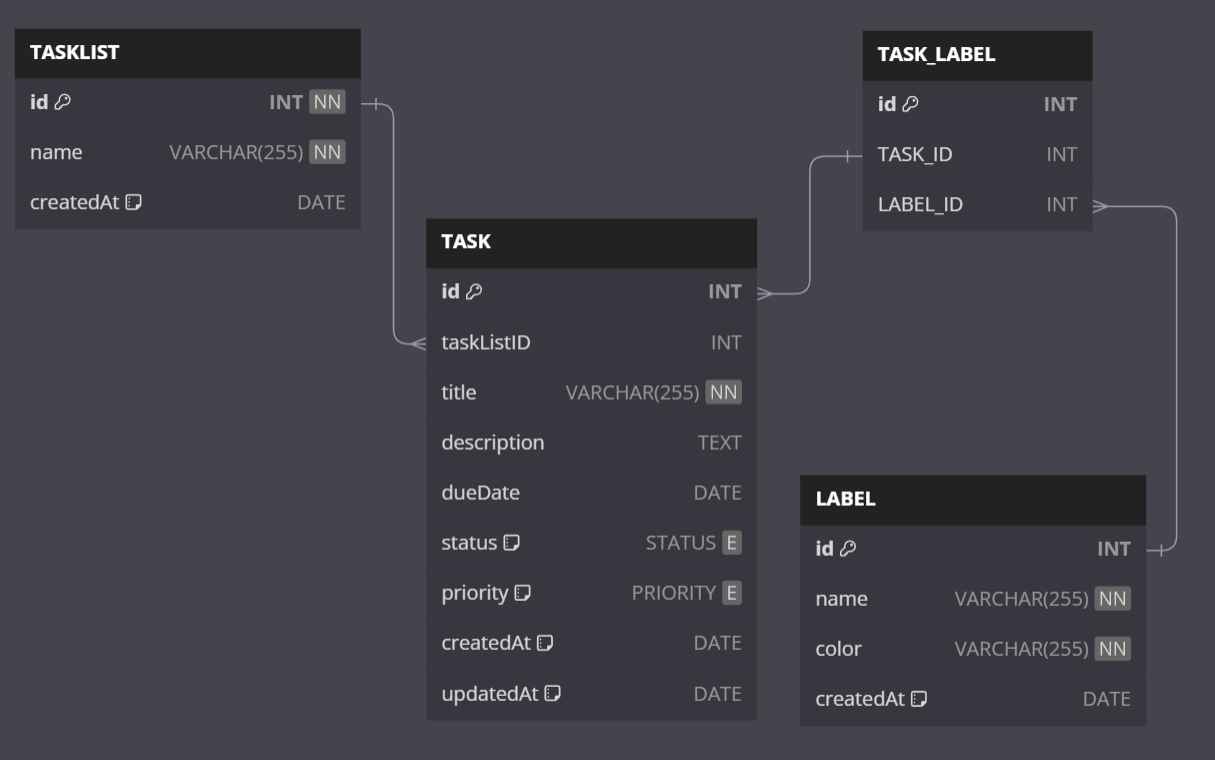 TASKLIST
id INT NN
name VARCHAR(255) NN
createdAt DATE
TASK_LABEL
id INT
TASK_ID INT
LABEL_ID INT
TASK
id INT
taskListID INT
title VARCHAR(255) NN
description TEXT
dueDate DATE
status STATUS E
priority PRIORITY E
createdAt DATE
updatedAt DATE
LABEL
id INT
name VARCHAR(255) NN
color VARCHAR(255) NN
createdAt DATE